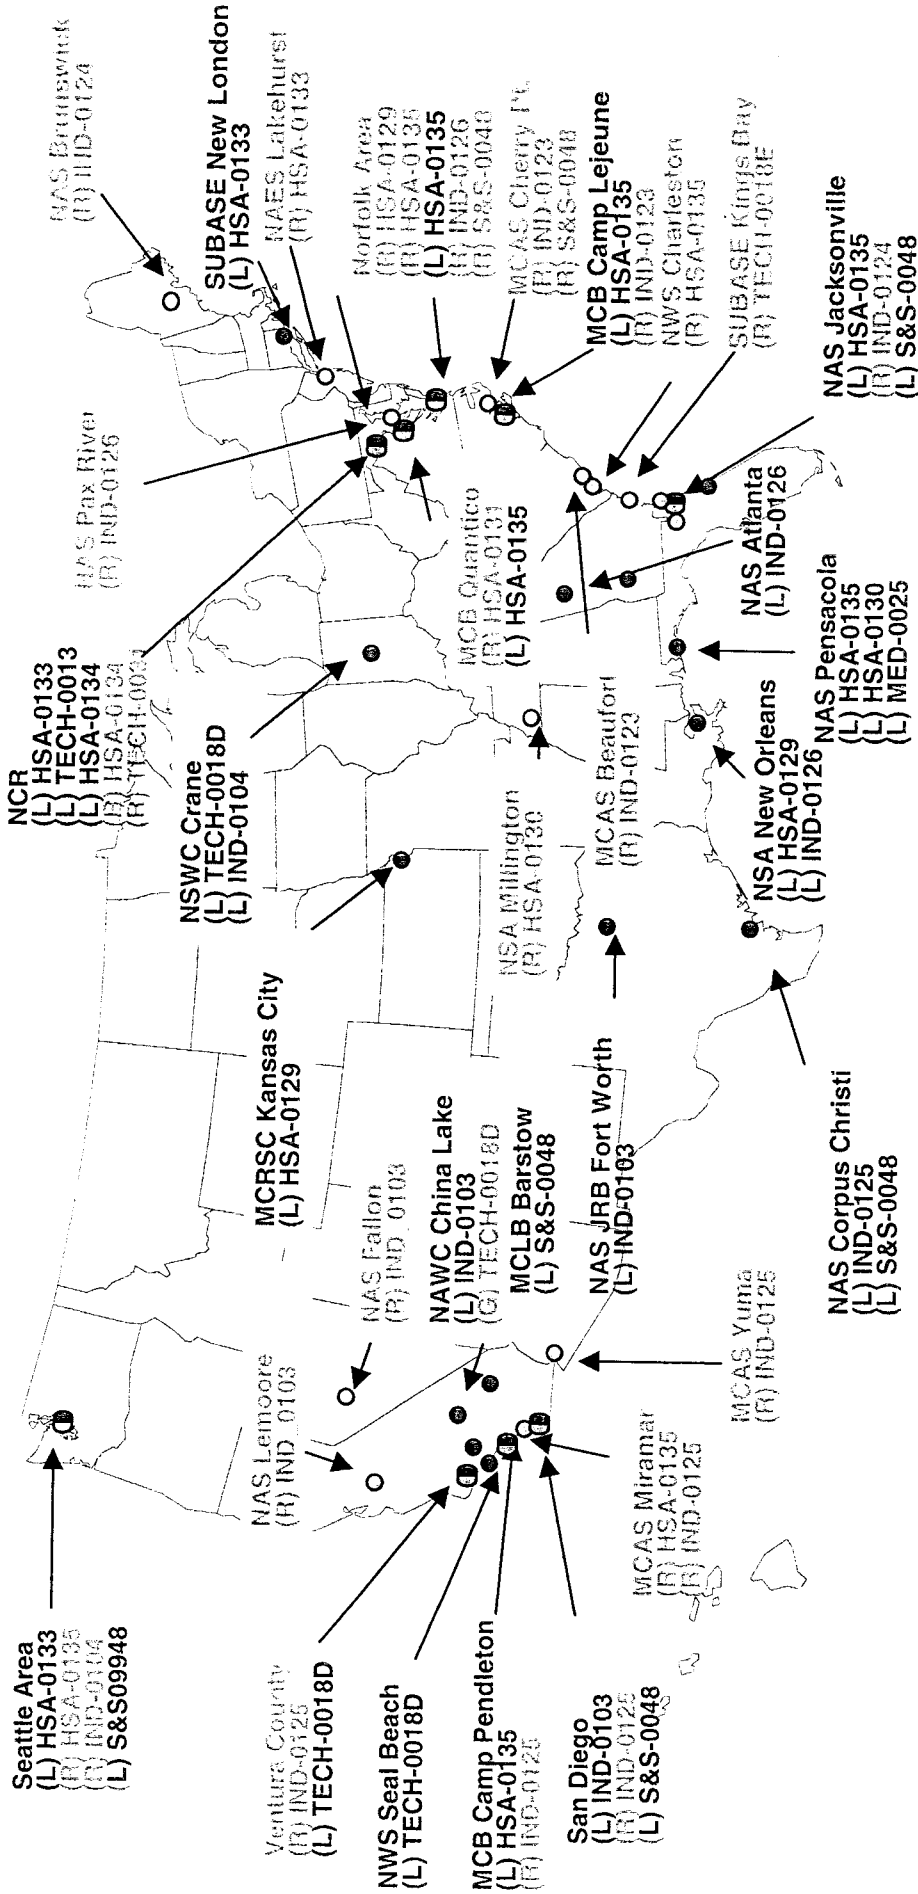 Seattle Area
(L) HSA-0133
(R) HSA-0135
(R) IND-0104
(L) S&S09948
Ventura County
(R) IND-0125
(L) TECH-0018D
NWS Seal Beach
(L) TECH-0018D
MCB Camp Pendleton
(L) HSA-0135
(R) IND-0125
San Diego
(L) IND-0103
(R) IND-0125
(L) S&S-0048
MCAS Miramar
(R) HSA-0135
(R) IND-0125
MCAS Yuma
(R) IND-0125
NAS Lemoore
(R) IND_0103
NAS Fallon
(R) IND_0103
NAWC China Lake
(L) IND-0103
(G) TECH-0018D
MCLB Barstow
(L) S&S-0048
NAS JRB Fort Worth
(L) IND-0103
NAS Corpus Christi
(L) IND-0125
(L) S&S-0048
MCRSC Kansas City
(L) HSA-0129
NSWC Crane
(L) TECH-0018D
(L) IND-0104
NCR
(L) HSA-0133
(L) TECH-0013
(L) HSA-0134
(R) HSA-0134
(R) TECH-0031
NSA Millington
(R) HSA-0130
MCAS Beaufort
(R) IND-0123
NSA New Orleans
(L) HSA-0129
(L) IND-0126
NAS Pensacola
(L) HSA-0135
(L) HSA-0130
(L) MED-0025
NAS Atlanta
(L) IND-0126
MCB Quantico
(R) HSA-0131
(L) HSA-0135
NAS Pax River
(R) IND-0126
NAS Brunswick
(R) IND-0124
SUBASE New London
(L) HSA-0133
NAES Lakehurst
(R) HSA-0133
Norfolk Area
(R) HSA-0129
(R) HSA-0135
(L) HSA-0135
(R) IND-0126
(R) S&S-0048
MCAS Cherry Pt.
(R) IND-0123
(R) S&S-0048
MCB Camp Lejeune
(L) HSA-0135
(R) IND-0123
NWS Charleston
(R) HSA-0135
SUBASE Kings Bay
(R) TECH-0018E
NAS Jacksonville
(L) HSA-0135
(R) IND-0124
(L) S&S-0048